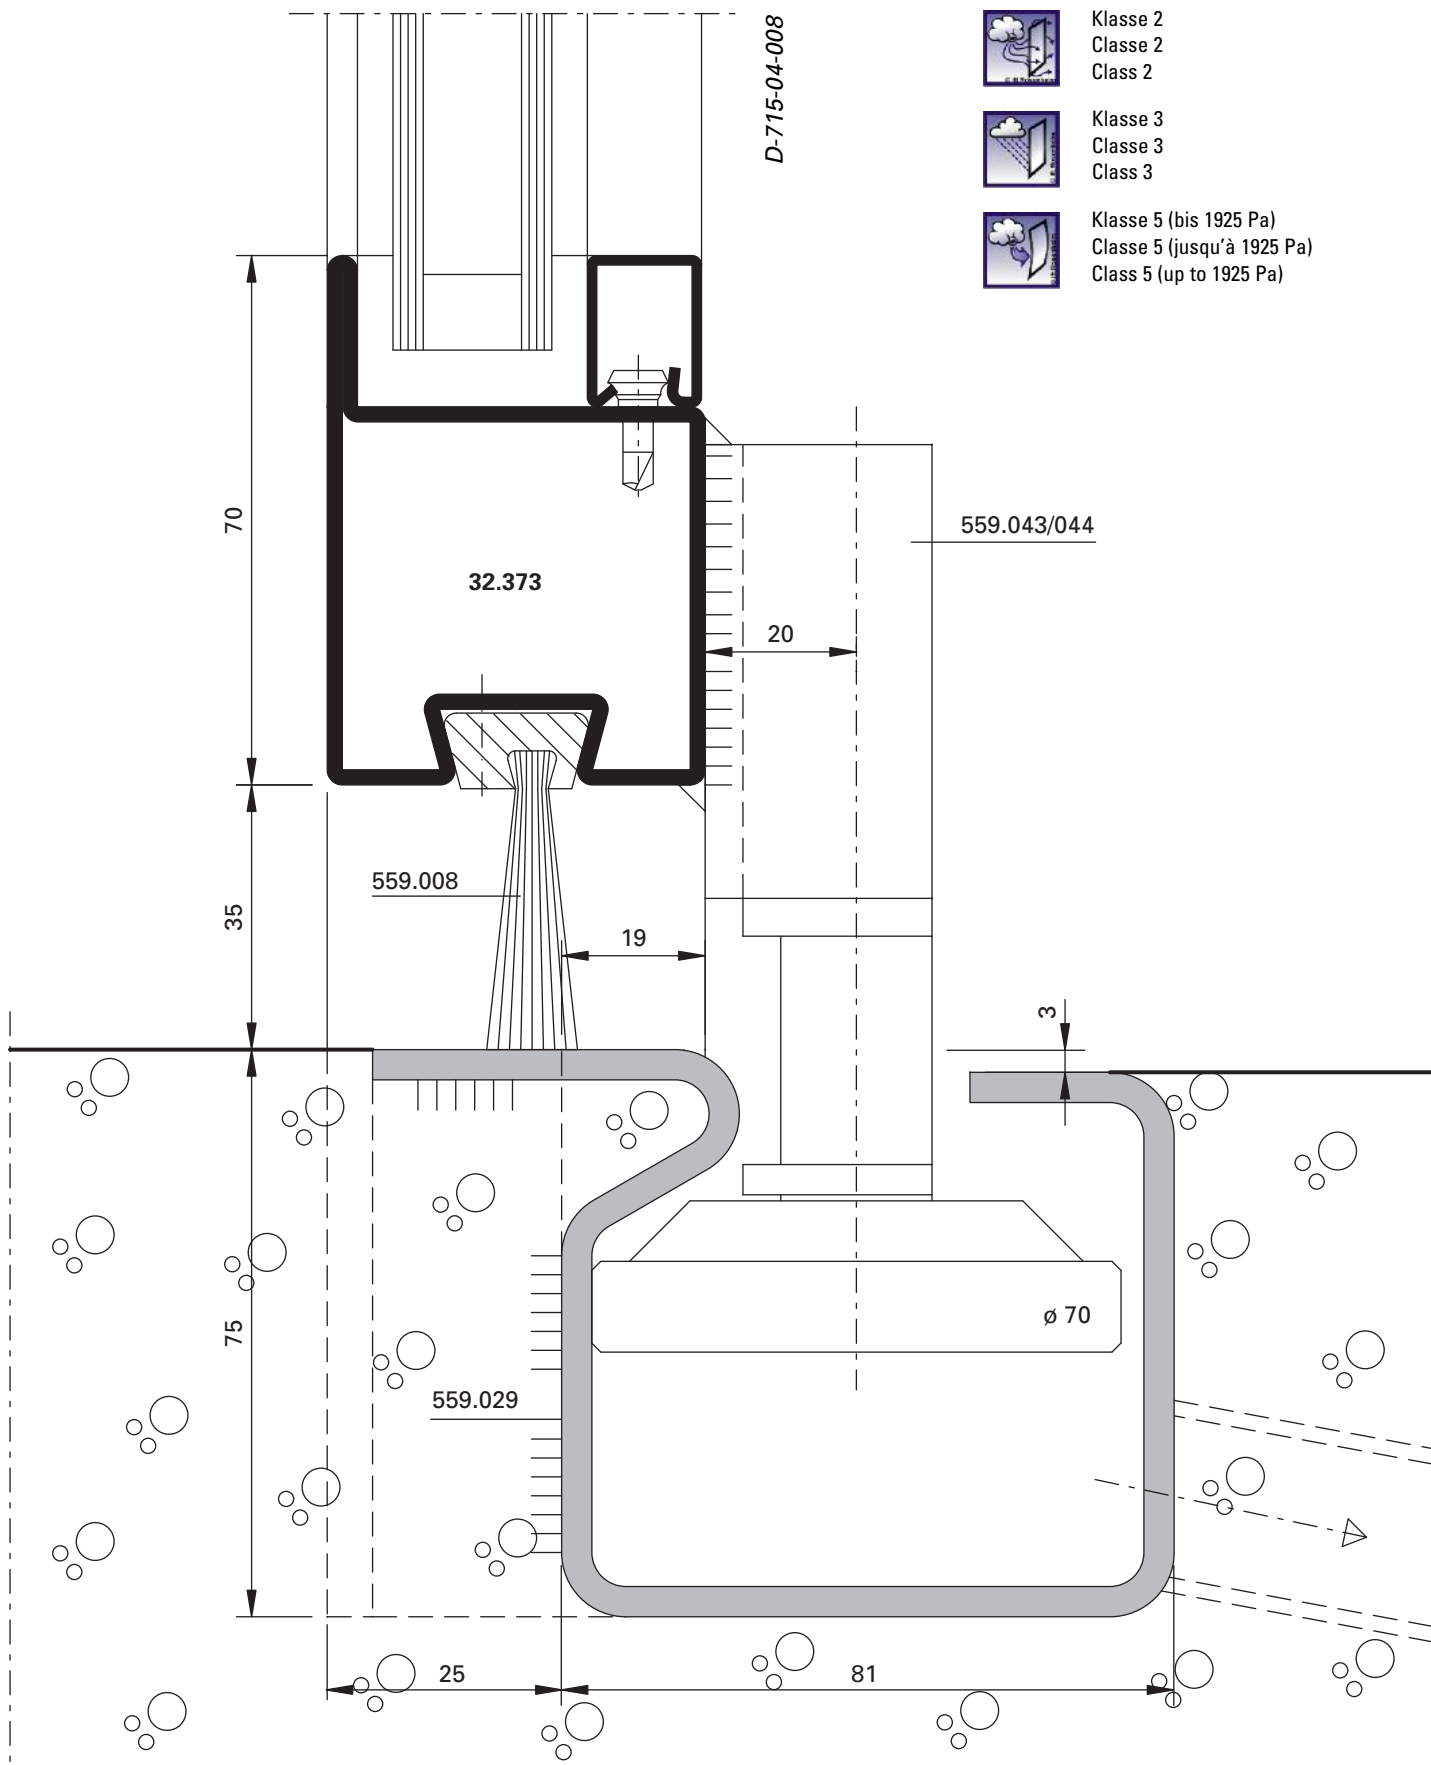 D-715-04-008
Klasse 2
Classe 2
Class 2
Klasse 3
Classe 3
Class 3
Klasse 5 (bis 1925 Pa)
Classe 5 (jusqu'à 1925 Pa)
Class 5 (up to 1925 Pa)
70
559.043/044
32.373
20
559.008
35
19
3
ø 70
75
559.029
25
81